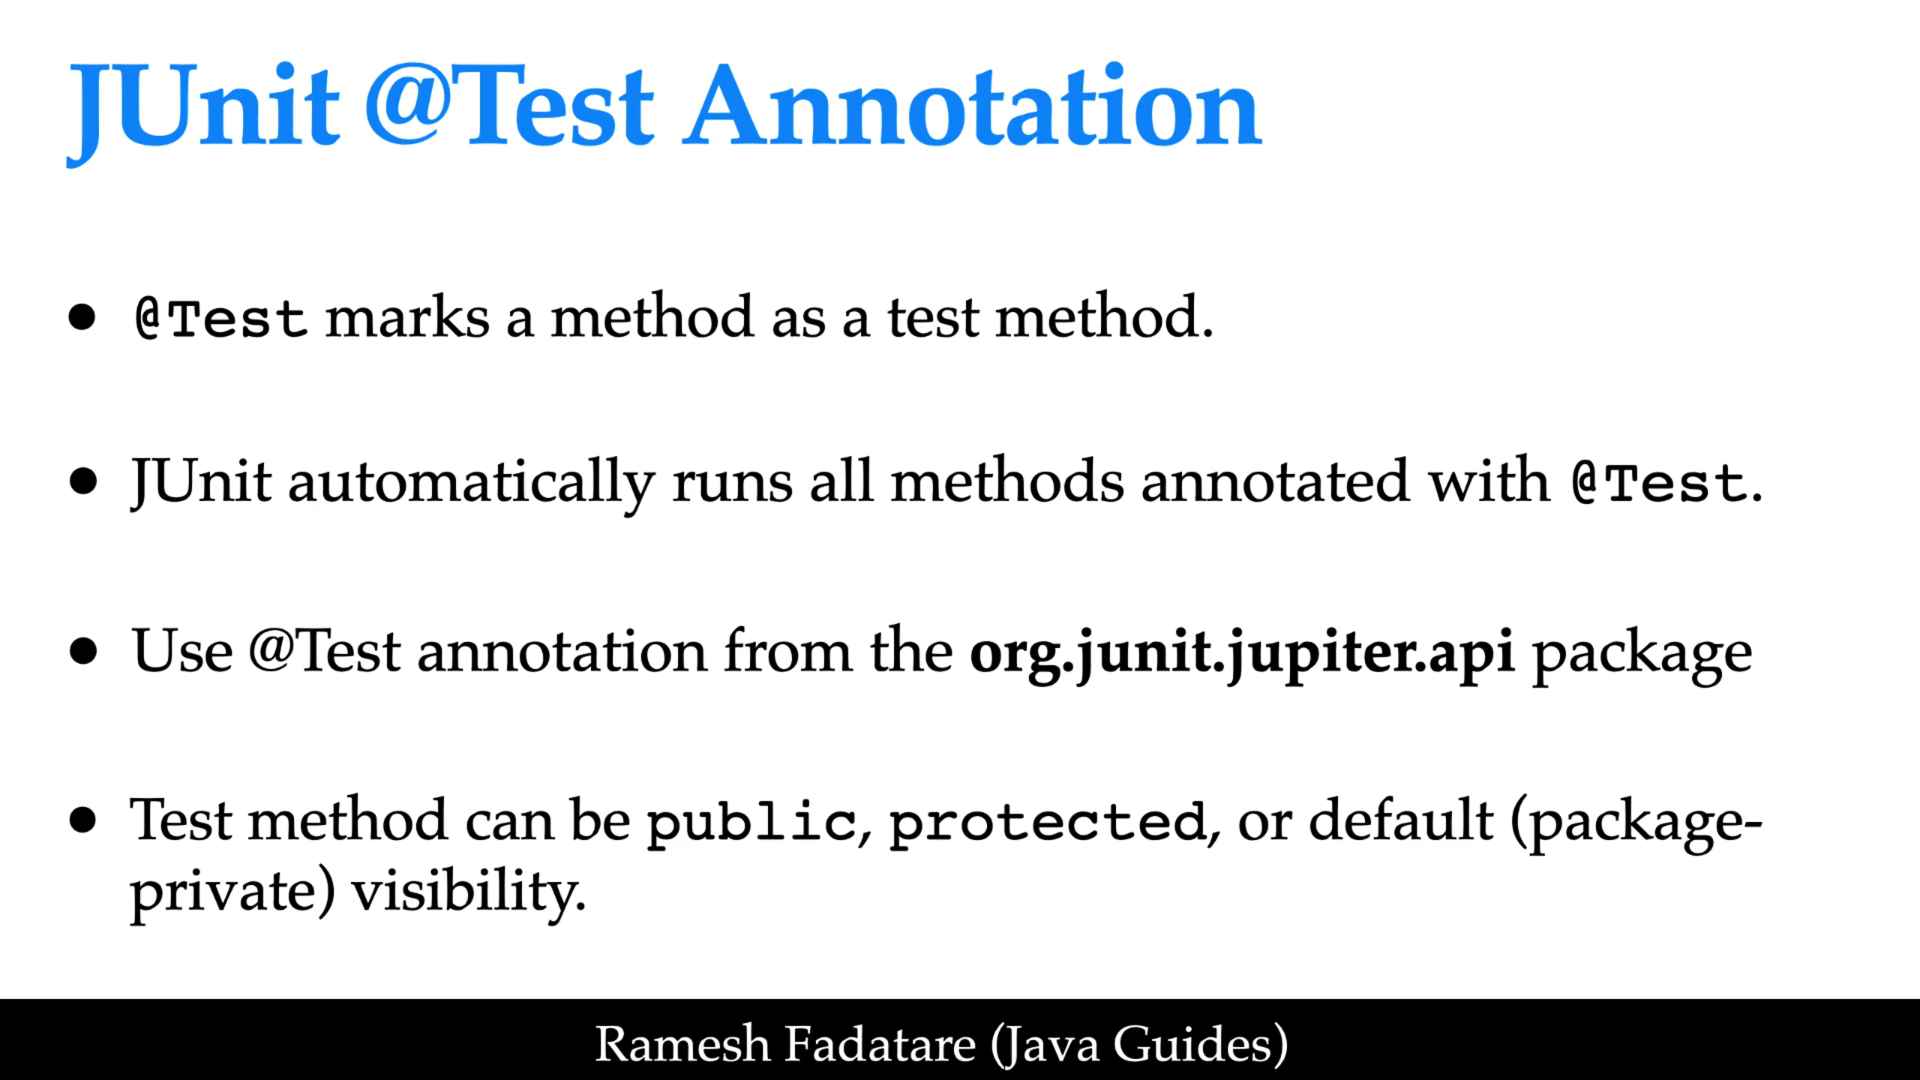 JUnit @Test Annotation
• @Test marks a method as a test method.
• JUnit automatically runs all methods annotated with @Test.
• Use @Test annotation from the org.junit.jupiter.api package
• Test method can be public, protected, or default (package-
private) visibility.
Ramesh Fadatare (Java Guides)